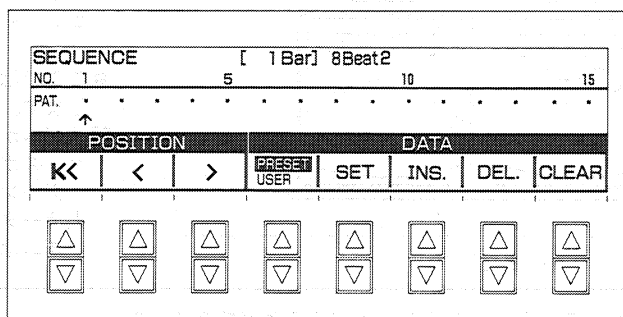 SEQUENCE [ 1 Bar] 8Beat2
NO. 1 5 10 15
PAT. · · · · · · · · · · · · · · ·
↑
POSITION DATA
K< < > PRESET SET INS. DEL. CLEAR
USER